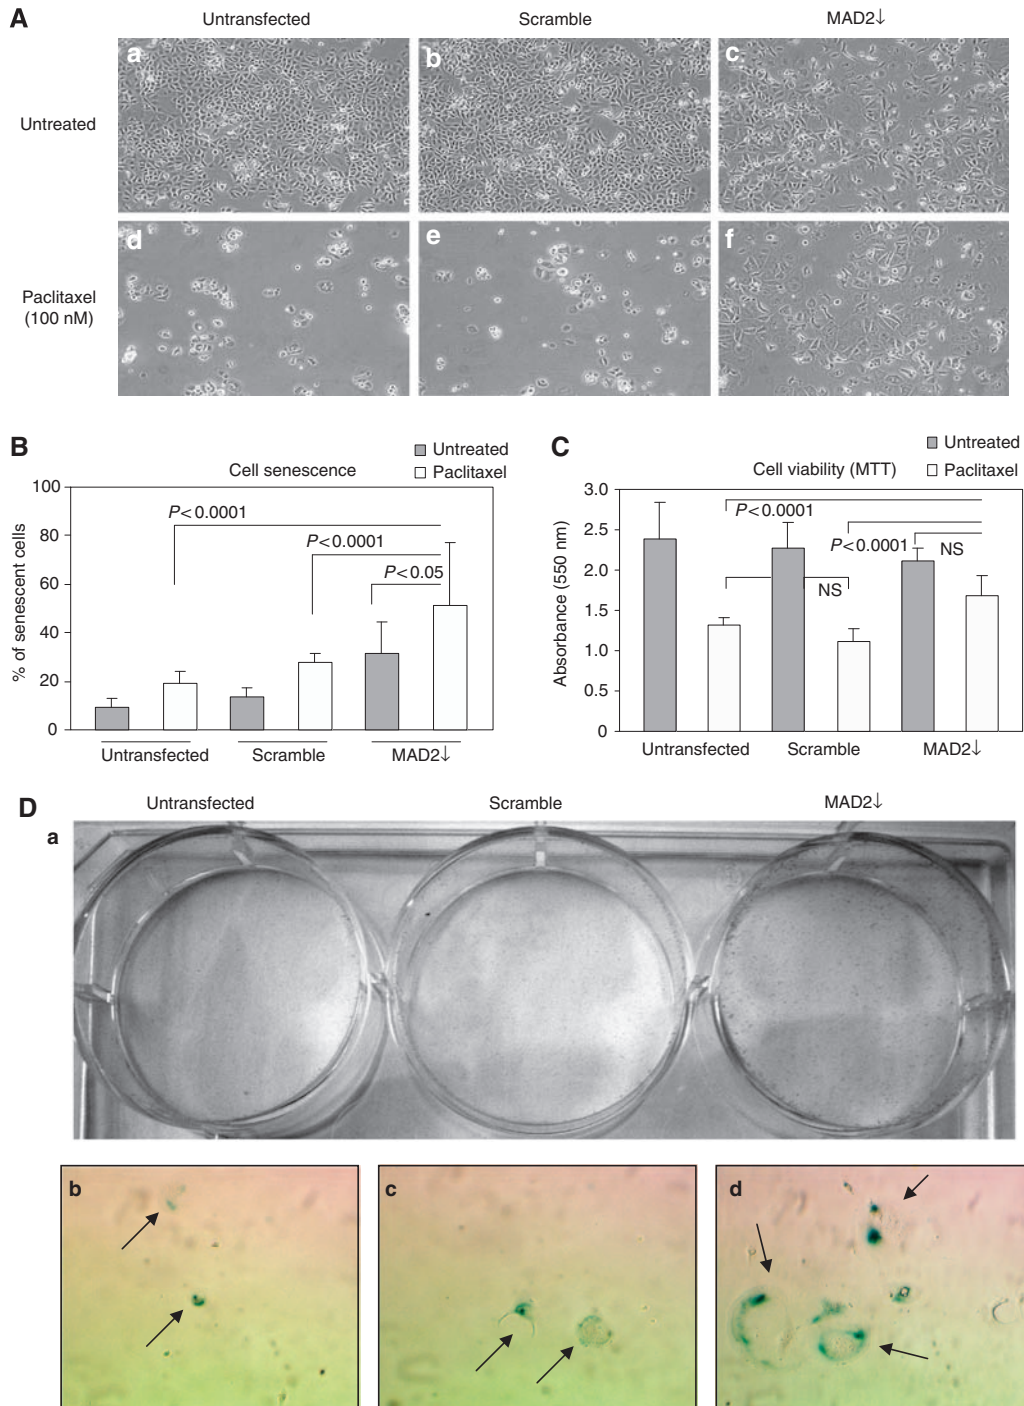 A
Untransfected
Scramble
MAD2↓
Untreated
a
b
c
Paclitaxel
(100 nM)
d
e
f
B
Untreated
Paclitaxel
Cell senescence
% of senescent cells
100
80
60
40
20
0
P< 0.0001
P< 0.0001
P< 0.05
Untransfected
Scramble
MAD2↓
C
Untreated
Paclitaxel
Cell viability (MTT)
Absorbance (550 nm)
3.0
2.5
2.0
1.5
1.0
0.5
0
P< 0.0001
P< 0.0001
NS
NS
Untransfected
Scramble
MAD2↓
D
Untransfected
Scramble
MAD2↓
a
b
c
d